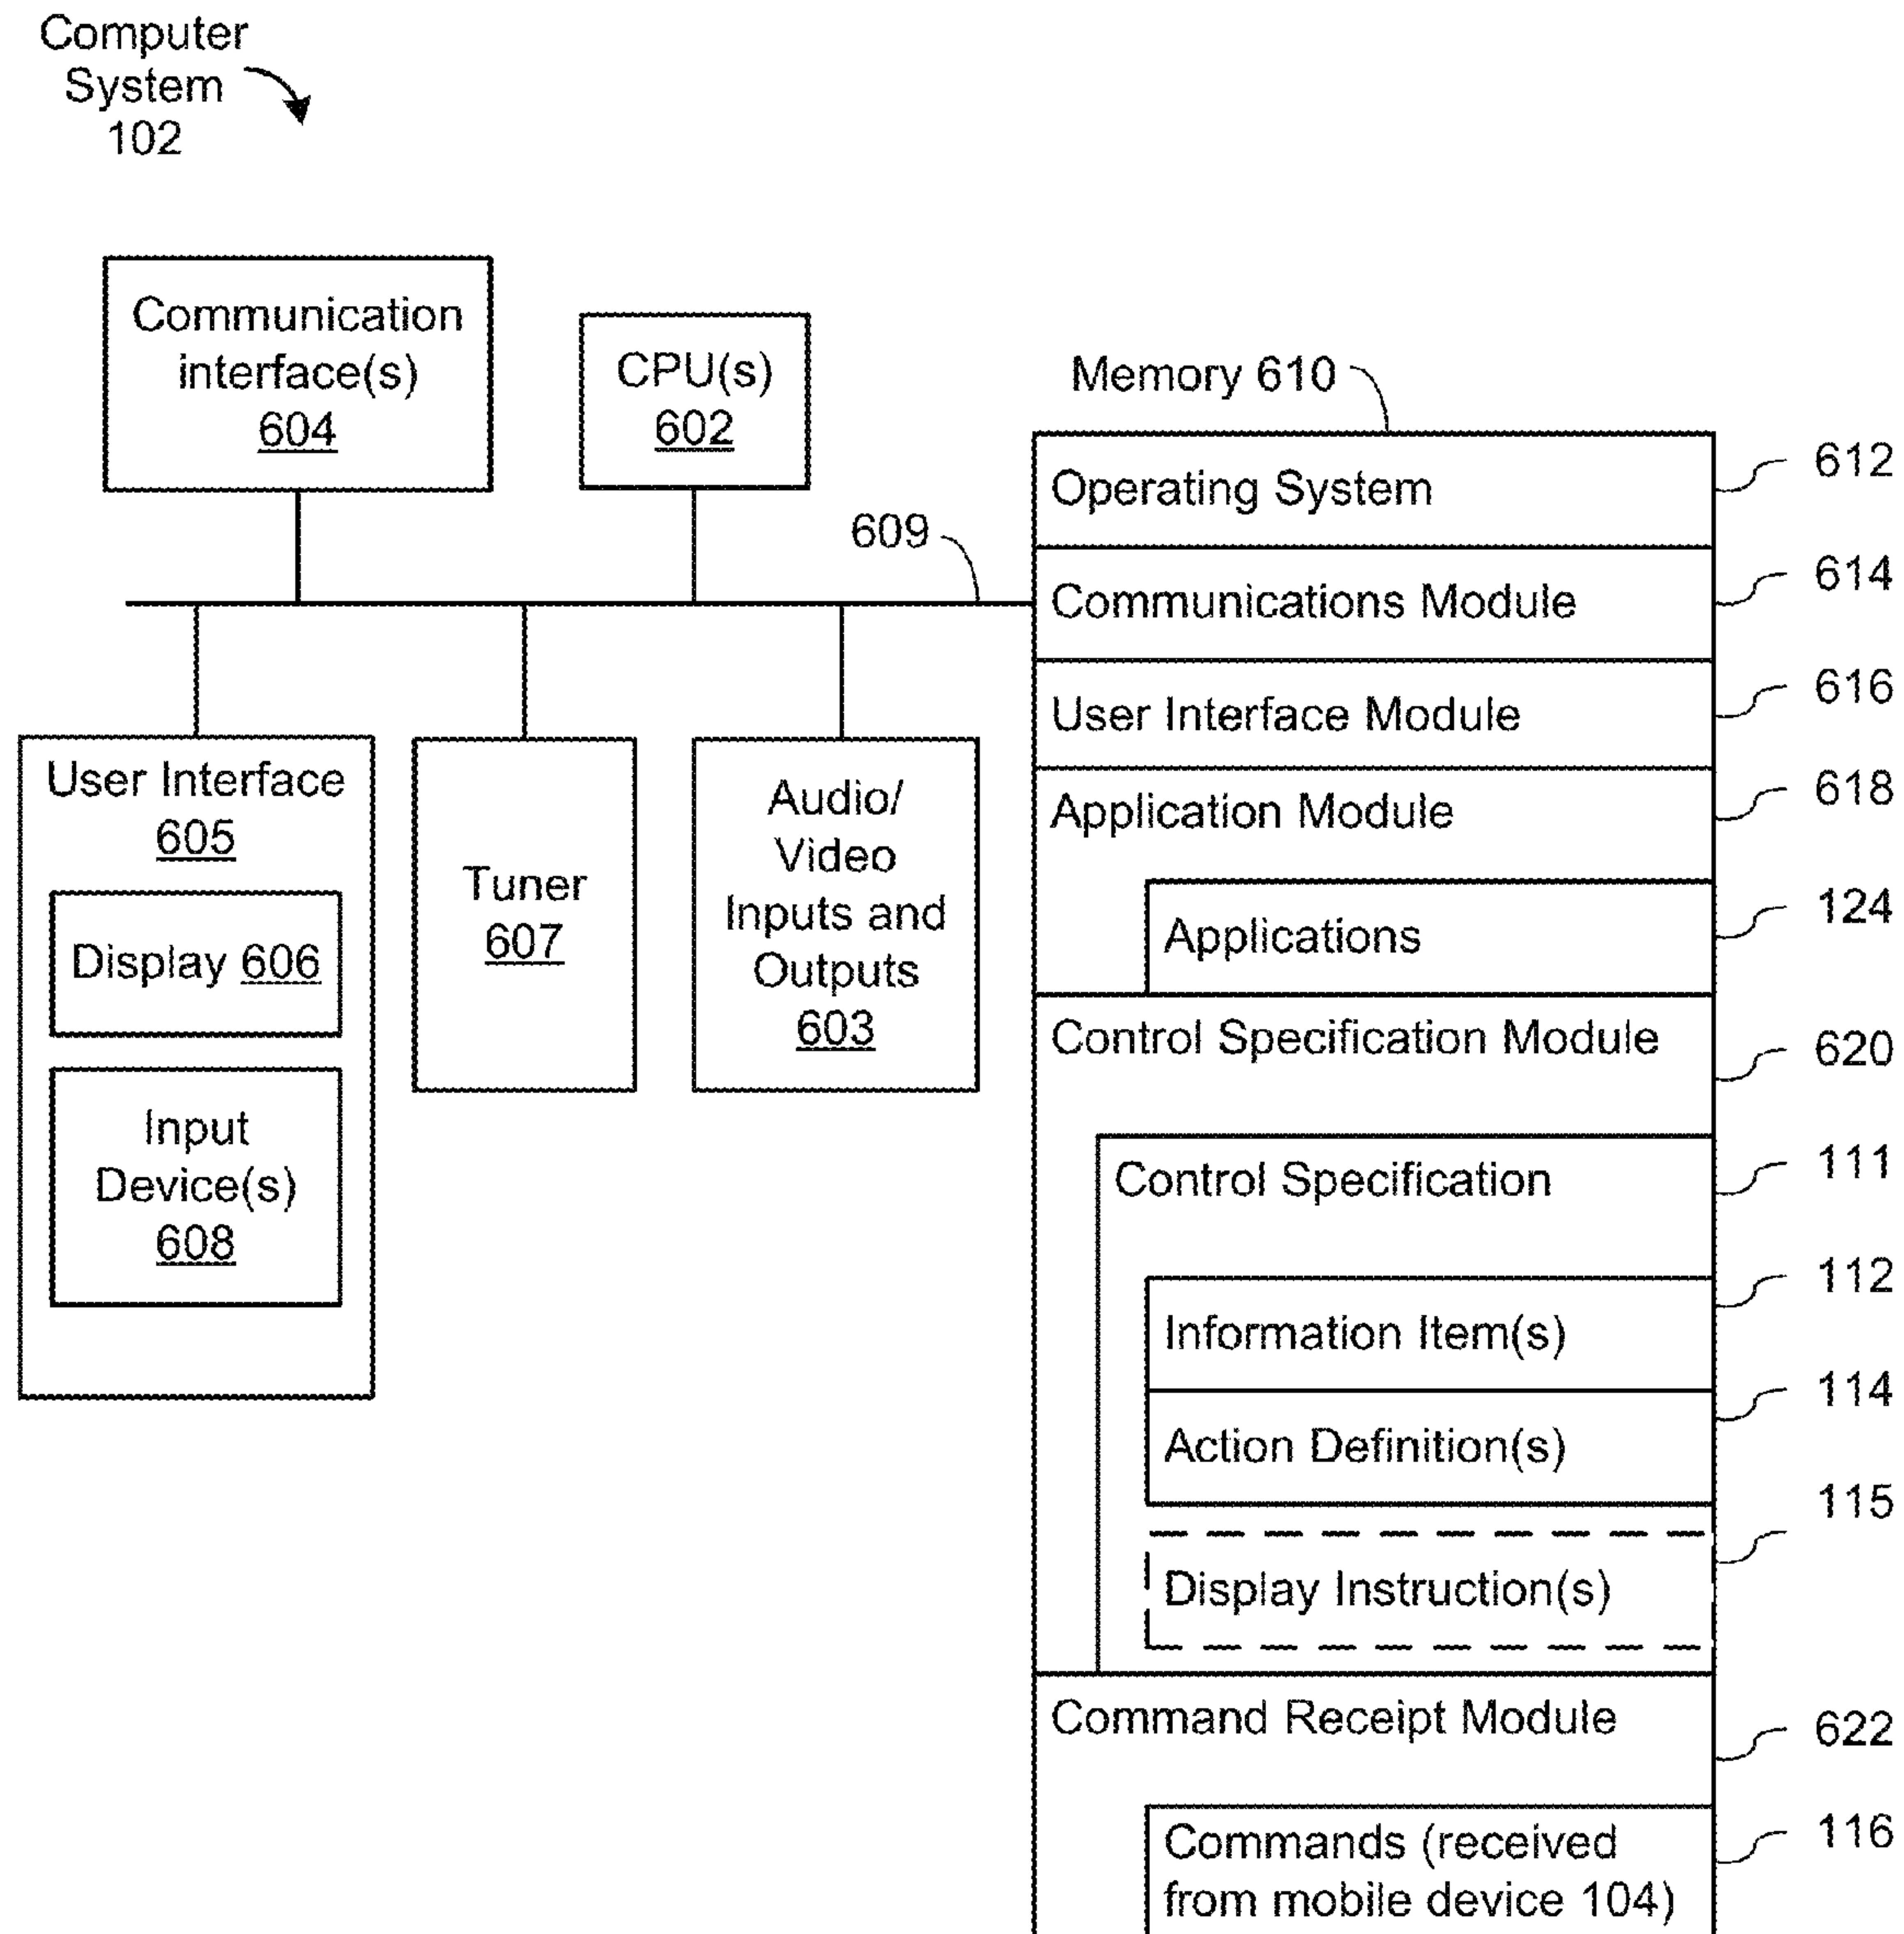 Computer
System
102
Communication
interface(s)
604
CPU(s)
602
609
User Interface
605
Display 606
Input
Device(s)
608
Tuner
607
Audio/
Video
Inputs and
Outputs
603
Memory 610
Operating System
612
Communications Module
614
User Interface Module
616
Application Module
618
Applications
124
Control Specification Module
620
Control Specification
111
Information Item(s)
112
Action Definition(s)
114
Display Instruction(s)
115
Command Receipt Module
622
Commands (received
from mobile device 104)
116